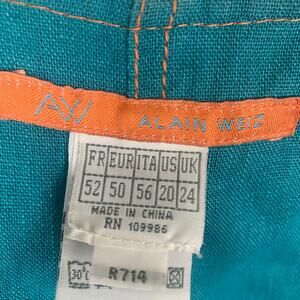 AW ALAIN WEIZ
FR EUR ITA US UK
52 50 56 20 24
MADE IN CHINA
RN 109986
30°C R714